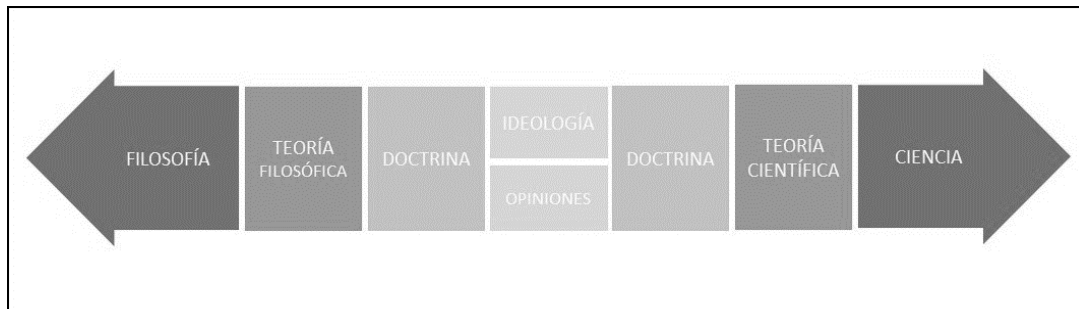 FILOSOFÍA
TEORÍA
FILOSÓFICA
DOCTRINA
IDEOLOGÍA
OPINIONES
DOCTRINA
TEORÍA
CIENTÍFICA
CIENCIA